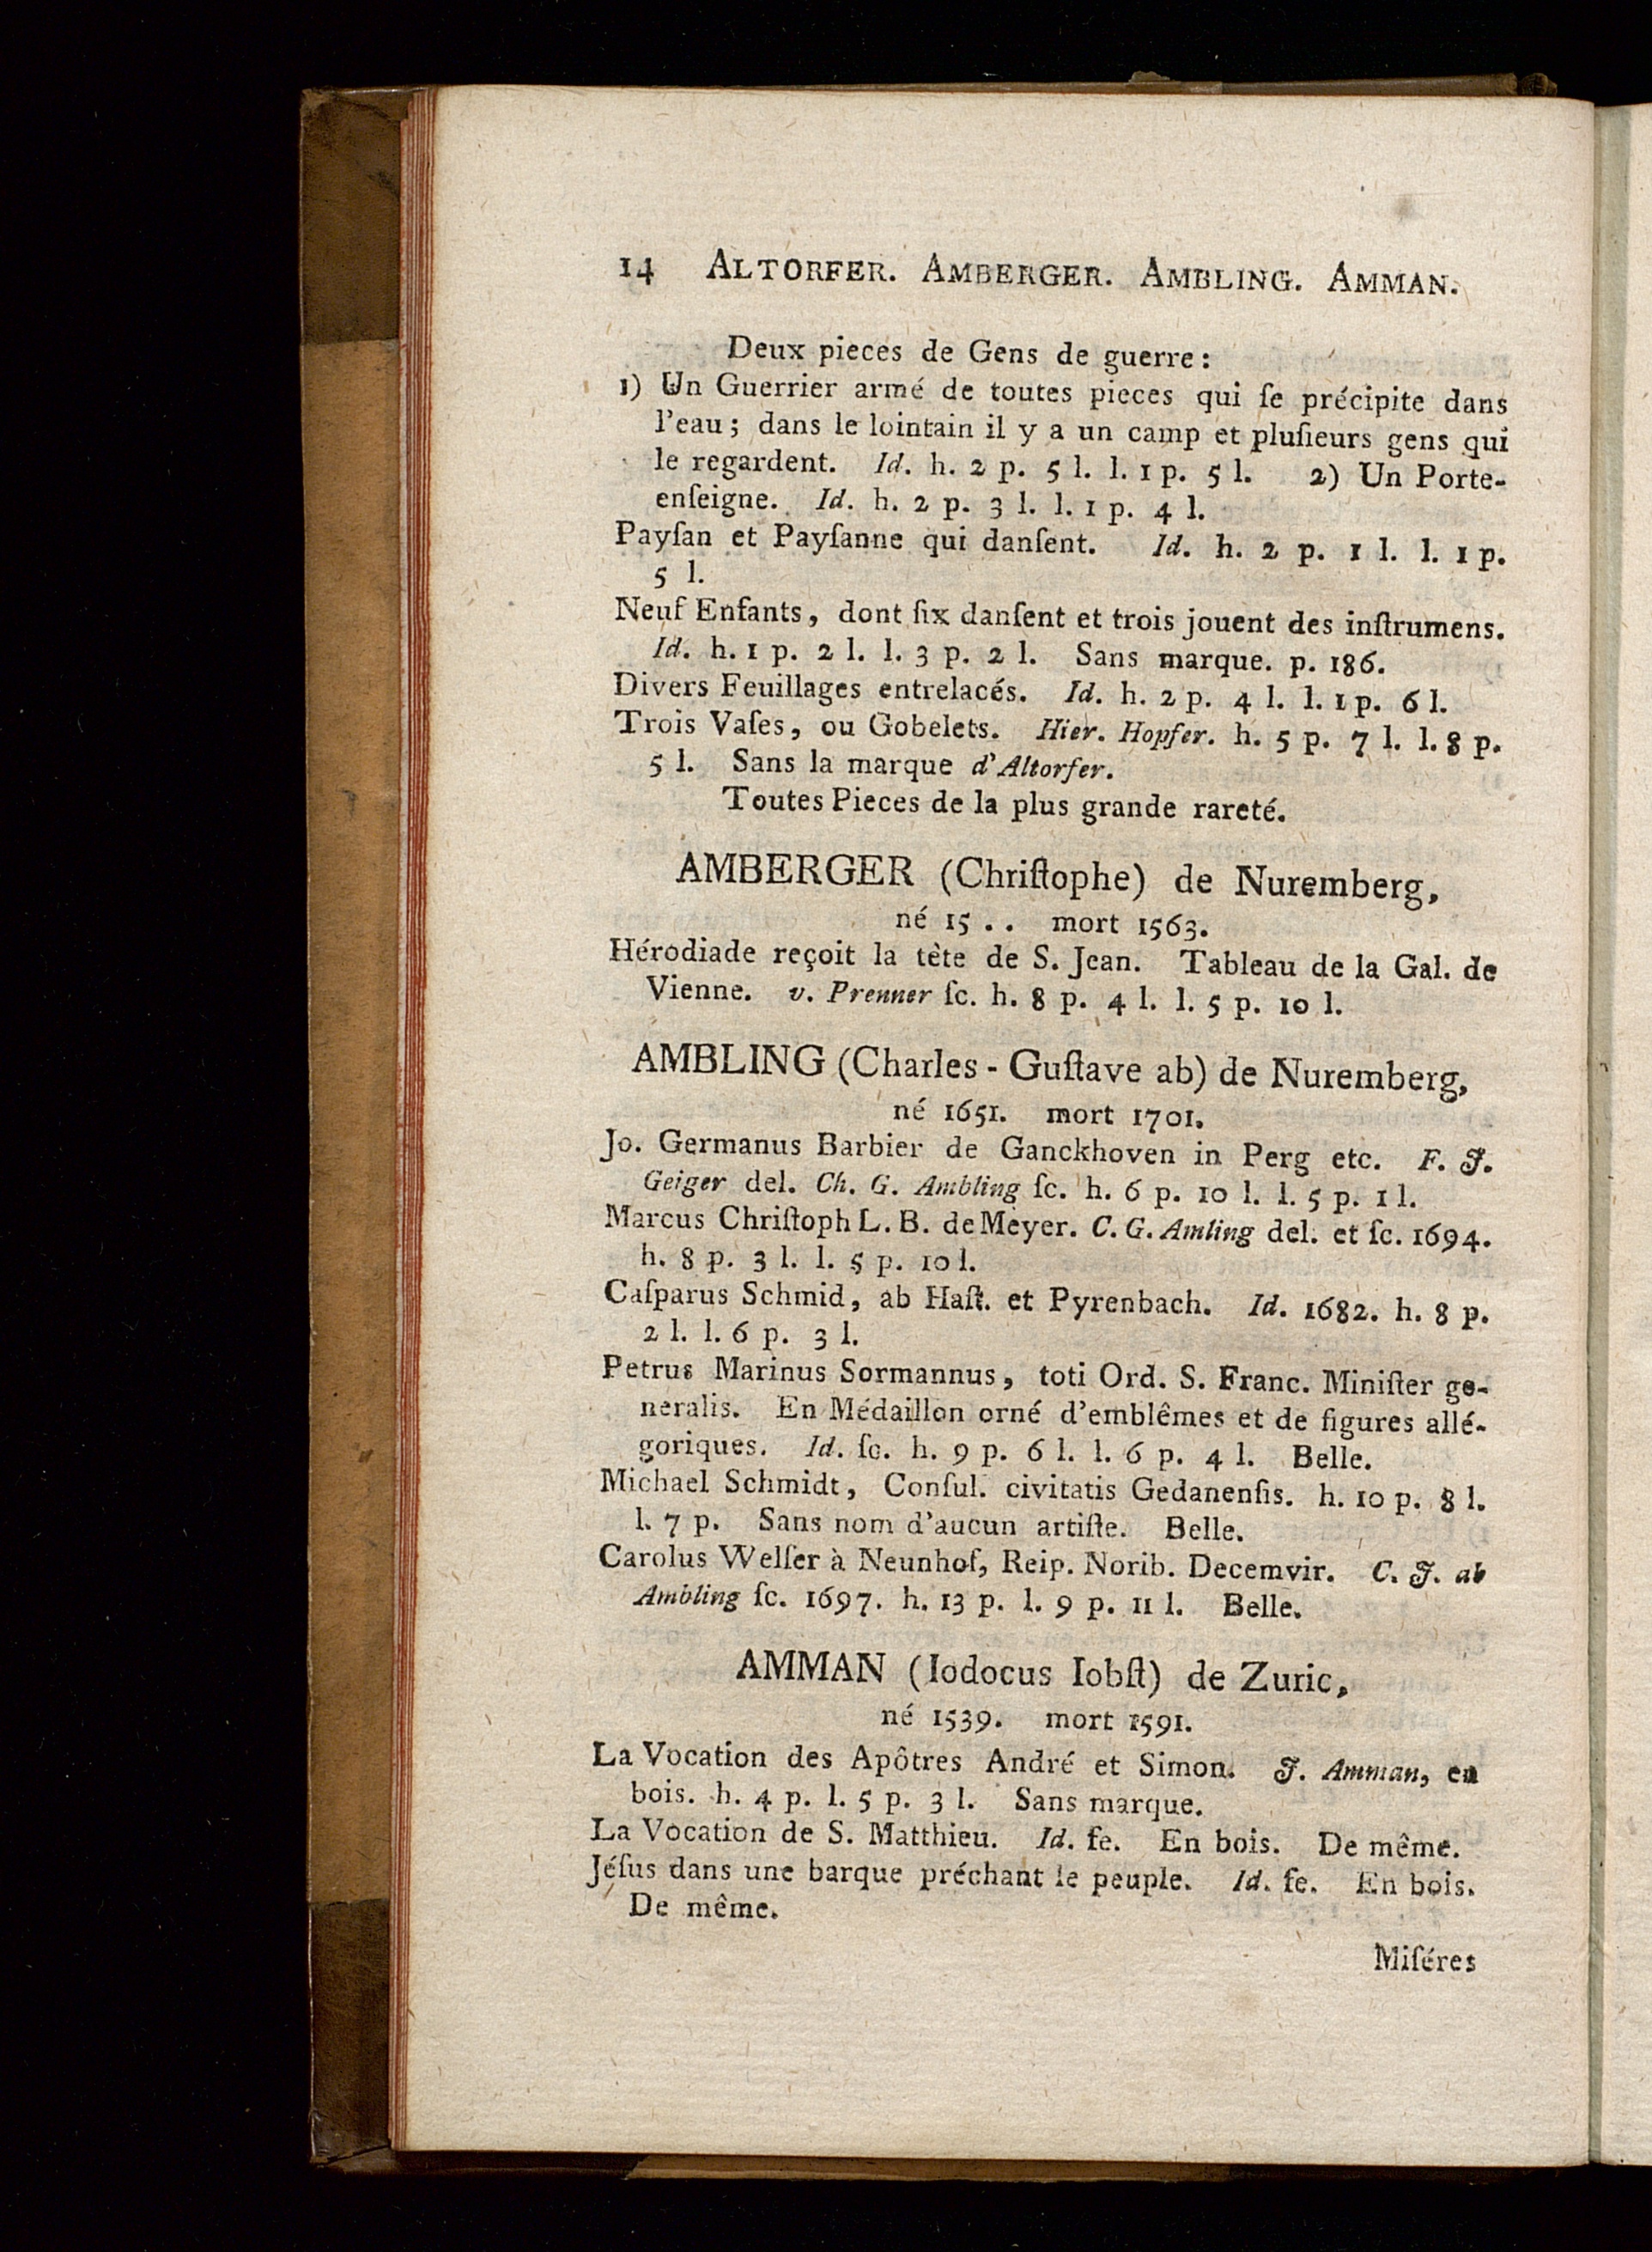 14 ALTORFER. AMBERGER. AMBLING. AMMAN.
Deux pieces de Gens de guerre:
1) Un Guerrier armé de toutes pieces qui ſe précipite dans
l'eau; dans le lointain il y a un camp et pluſieurs gens qui
le regardent. Id. h. 2 p. 5 l. l. 1 p. 5 l. 2) Un Porte-
enſeigne. Id. h. 2 p. 3 l. l. 1 p. 4 l.
Payſan et Payſanne qui danſent. Id. h. 2 p. 1 l. l. 1 p.
5 l.
Neuf Enfants, dont ſix danſent et trois jouent des inſtrumens.
Id. h. 1 p. 2 l. l. 3 p. 2 l. Sans marque. p. 186.
Divers Feuillages entrelacés. Id. h. 2 p. 4 l. l. 1 p. 6 l.
Trois Vaſes, ou Gobelets. Hier. Hopfer. h. 5 p. 7 l. l. 8 p.
5 l. Sans la marque d'Altorfer.
Toutes Pieces de la plus grande rareté.
AMBERGER (Chriſtophe) de Nuremberg,
né 15 . . mort 1563.
Hérodiade reçoit la tète de S. Jean. Tableau de la Gal. de
Vienne. v. Prenner ſc. h. 8 p. 4 l. l. 5 p. 10 l.
AMBLING (Charles-Guſtave ab) de Nuremberg,
né 1651. mort 1701.
Jo. Germanus Barbier de Ganckhoven in Perg etc. F. J.
Geiger del. Ch. G. Ambling ſc. h. 6 p. 10 l. l. 5 p. 1 l.
Marcus Chriſtoph L. B. de Meyer. C. G. Amling del. et ſc. 1694.
h. 8 p. 3 l. l. 5 p. 10 l.
Caſparus Schmid, ab Haſt. et Pyrenbach. Id. 1682. h. 8 p.
2 l. l. 6 p. 3 l.
Petrus Marinus Sormannus, toti Ord. S. Franc. Miniſter ge-
neralis. En Médaillon orné d'emblêmes et de figures allé-
goriques. Id. ſc. h. 9 p. 6 l. l. 6 p. 4 l. Belle.
Michael Schmidt, Conſul. civitatis Gedanenſis. h. 10 p. 8 l.
l. 7 p. Sans nom d'aucun artiſte. Belle.
Carolus Welſer à Neunhof, Reip. Norib. Decemvir. C. J. ab
Ambling ſc. 1697. h. 13 p. l. 9 p. 11 l. Belle.
AMMAN (Iodocus Iobſt) de Zuric,
né 1539. mort 1591.
La Vocation des Apôtres André et Simon. J. Amman, en
bois. h. 4 p. l. 5 p. 3 l. Sans marque.
La Vocation de S. Matthieu. Id. fe. En bois. De même.
Jéſus dans une barque préchant le peuple. Id. fe. En bois.
De même.
Miſéres